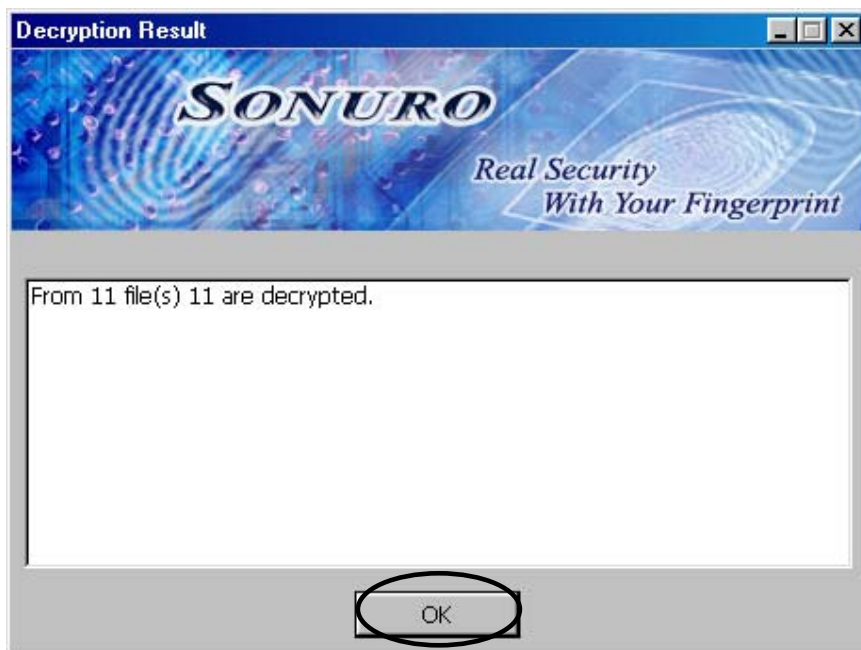 Decryption Result
SONURO
Real Security
With Your Fingerprint
From 11 file(s) 11 are decrypted.
OK